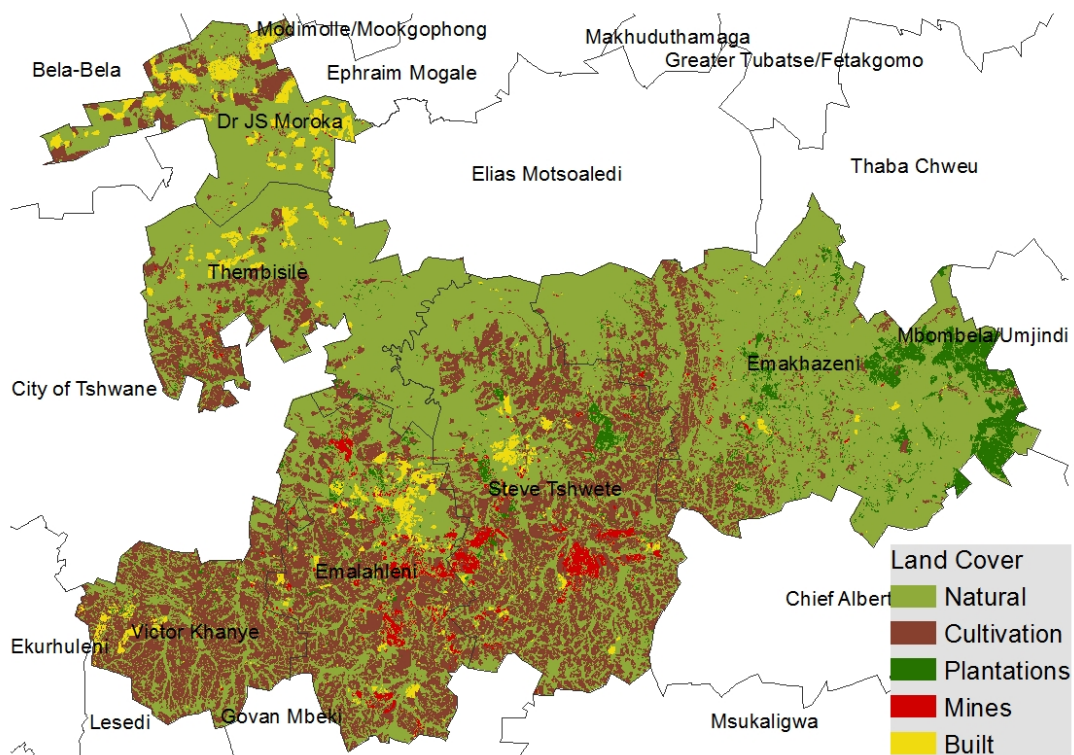 Modimolle/Mookgophong
Makhuduthamaga
Bela-Bela
Ephraim Mogale
Greater Tubatse/Fetakgomo
Dr JS Moroka
Elias Motsoaledi
Thaba Chweu
Thembisile
Mbombela/Umjindi
Emakhazeni
City of Tshwane
Steve Tshwete
Emalahleni
Chief Albert
Victor Khanye
Ekurhuleni
Lesedi
Govan Mbeki
Msukaligwa
Land Cover
Natural
Cultivation
Plantations
Mines
Built